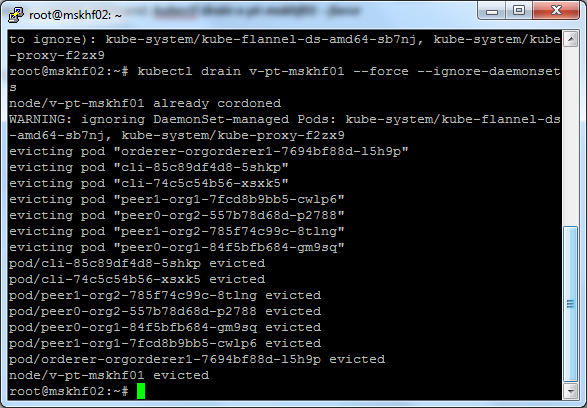 root@mskhf02: ~
to ignore): kube-system/kube-flannel-ds-amd64-sb7nj, kube-system/kube
-proxy-f2zx9
root@mskhf02:~# kubectl drain v-pt-mskhf01 --force --ignore-daemonset
s
node/v-pt-mskhf01 already cordoned
WARNING: ignoring DaemonSet-managed Pods: kube-system/kube-flannel-ds
-amd64-sb7nj, kube-system/kube-proxy-f2zx9
evicting pod "orderer-orgorderer1-7694bf88d-l5h9p"
evicting pod "cli-85c89df4d8-5shkp"
evicting pod "cli-74c5c54b56-xsxk5"
evicting pod "peer1-org1-7fcd8b9bb5-cwlp6"
evicting pod "peer0-org2-557b78d68d-p2788"
evicting pod "peer1-org2-785f74c99c-8tlng"
evicting pod "peer0-org1-84f5bfb684-gm9sq"
pod/cli-85c89df4d8-5shkp evicted
pod/cli-74c5c54b56-xsxk5 evicted
pod/peer1-org2-785f74c99c-8tlng evicted
pod/peer0-org2-557b78d68d-p2788 evicted
pod/peer0-org1-84f5bfb684-gm9sq evicted
pod/peer1-org1-7fcd8b9bb5-cwlp6 evicted
pod/orderer-orgorderer1-7694bf88d-l5h9p evicted
node/v-pt-mskhf01 evicted
root@mskhf02:~#